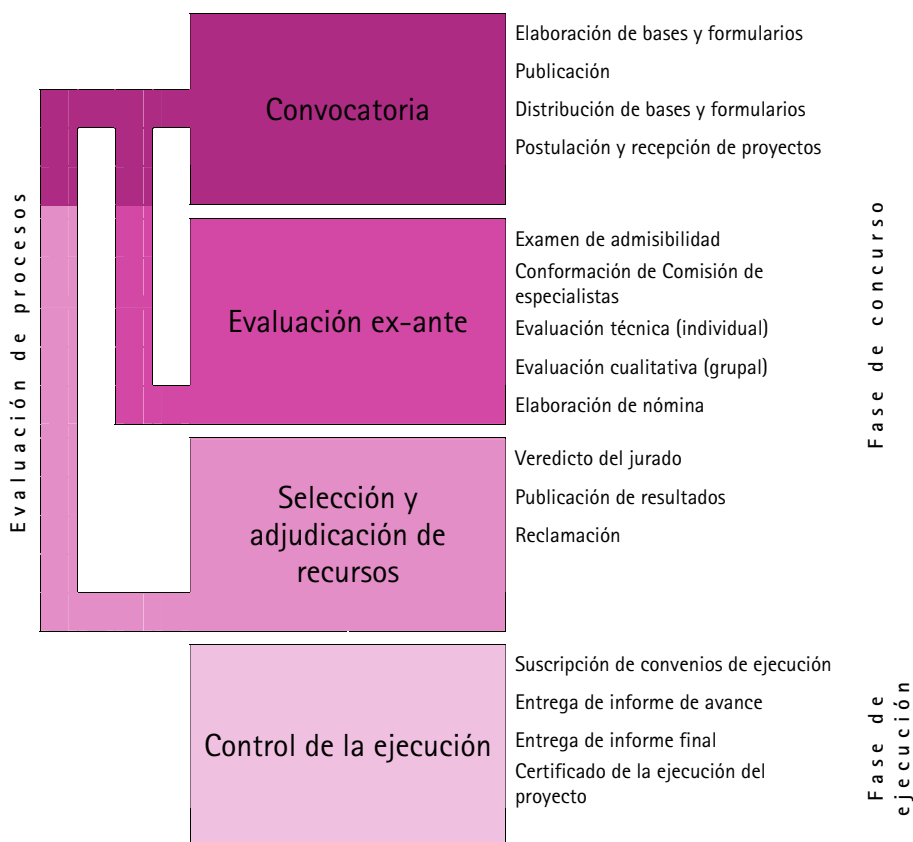 Convocatoria
Elaboración de bases y formularios
Publicación
Distribución de bases y formularios
Postulación y recepción de proyectos
Evaluación ex-ante
Examen de admisibilidad
Conformación de Comisión de
especialistas
Evaluación técnica (individual)
Evaluación cualitativa (grupal)
Elaboración de nómina
Selección y
adjudicación de
recursos
Veredicto del jurado
Publicación de resultados
Reclamación
Control de la ejecución
Suscripción de convenios de ejecución
Entrega de informe de avance
Entrega de informe final
Certificado de la ejecución del
proyecto
Evaluación de procesos
Fase de concurso
Fase de
ejecución